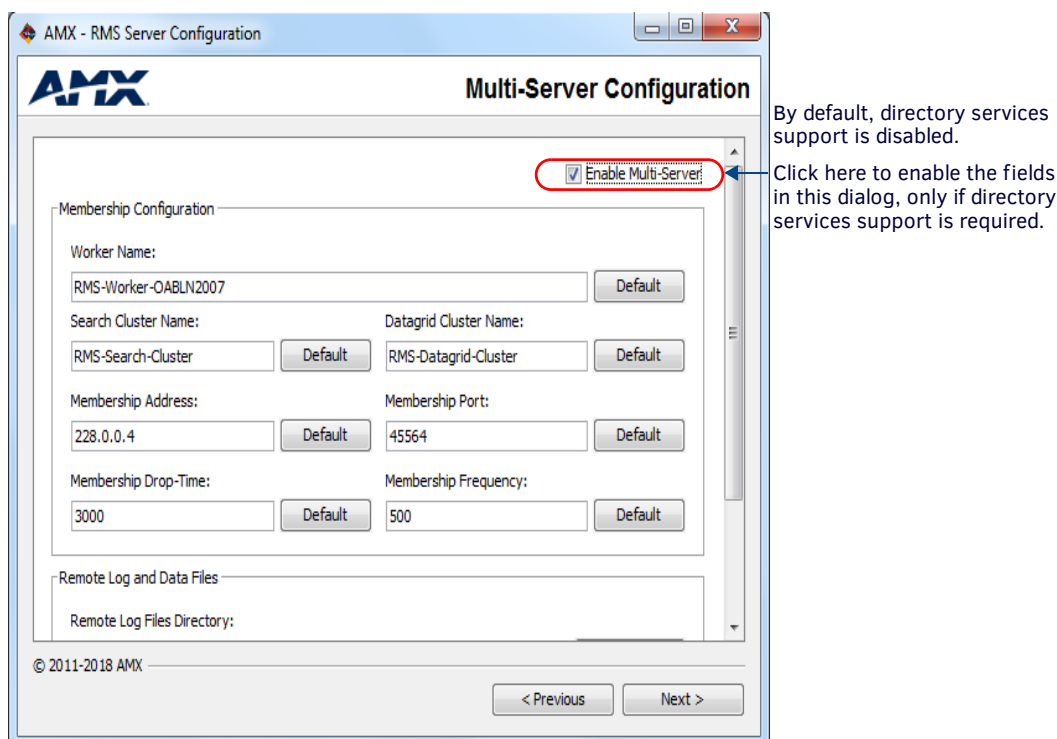 AMX - RMS Server Configuration
AMX
Multi-Server Configuration
Enable Multi-Server
By default, directory services
support is disabled.
Click here to enable the fields
in this dialog, only if directory
services support is required.
Membership Configuration
Worker Name:
RMS-Worker-OABLN2007
Default
Search Cluster Name:
Datagrid Cluster Name:
RMS-Search-Cluster
Default
RMS-Datagrid-Cluster
Default
Membership Address:
Membership Port:
228.0.0.4
Default
45564
Default
Membership Drop-Time:
Membership Frequency:
3000
Default
500
Default
Remote Log and Data Files
Remote Log Files Directory:
© 2011-2018 AMX
< Previous
Next >